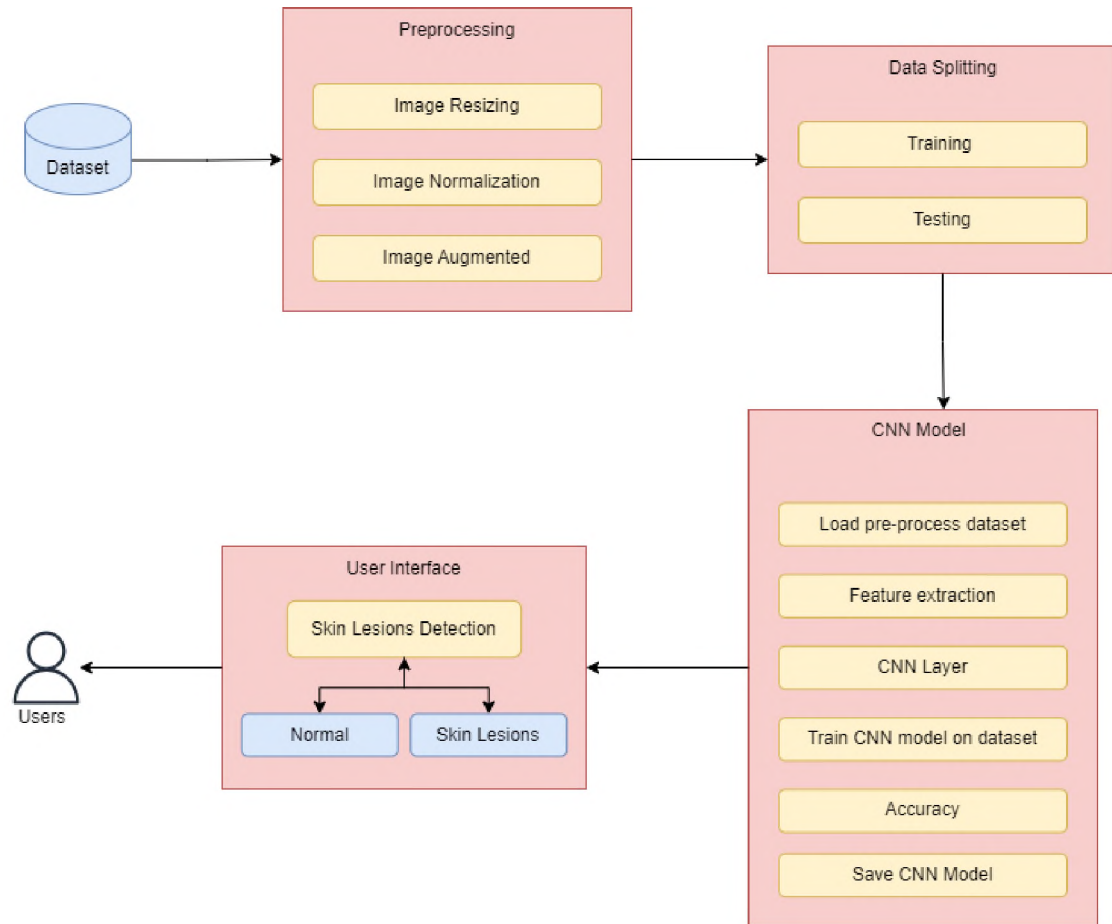 Dataset
Preprocessing
Image Resizing
Image Normalization
Image Augmented
Data Splitting
Training
Testing
CNN Model
Load pre-process dataset
Feature extraction
CNN Layer
Train CNN model on dataset
Accuracy
Save CNN Model
User Interface
Skin Lesions Detection
Normal
Skin Lesions
Users